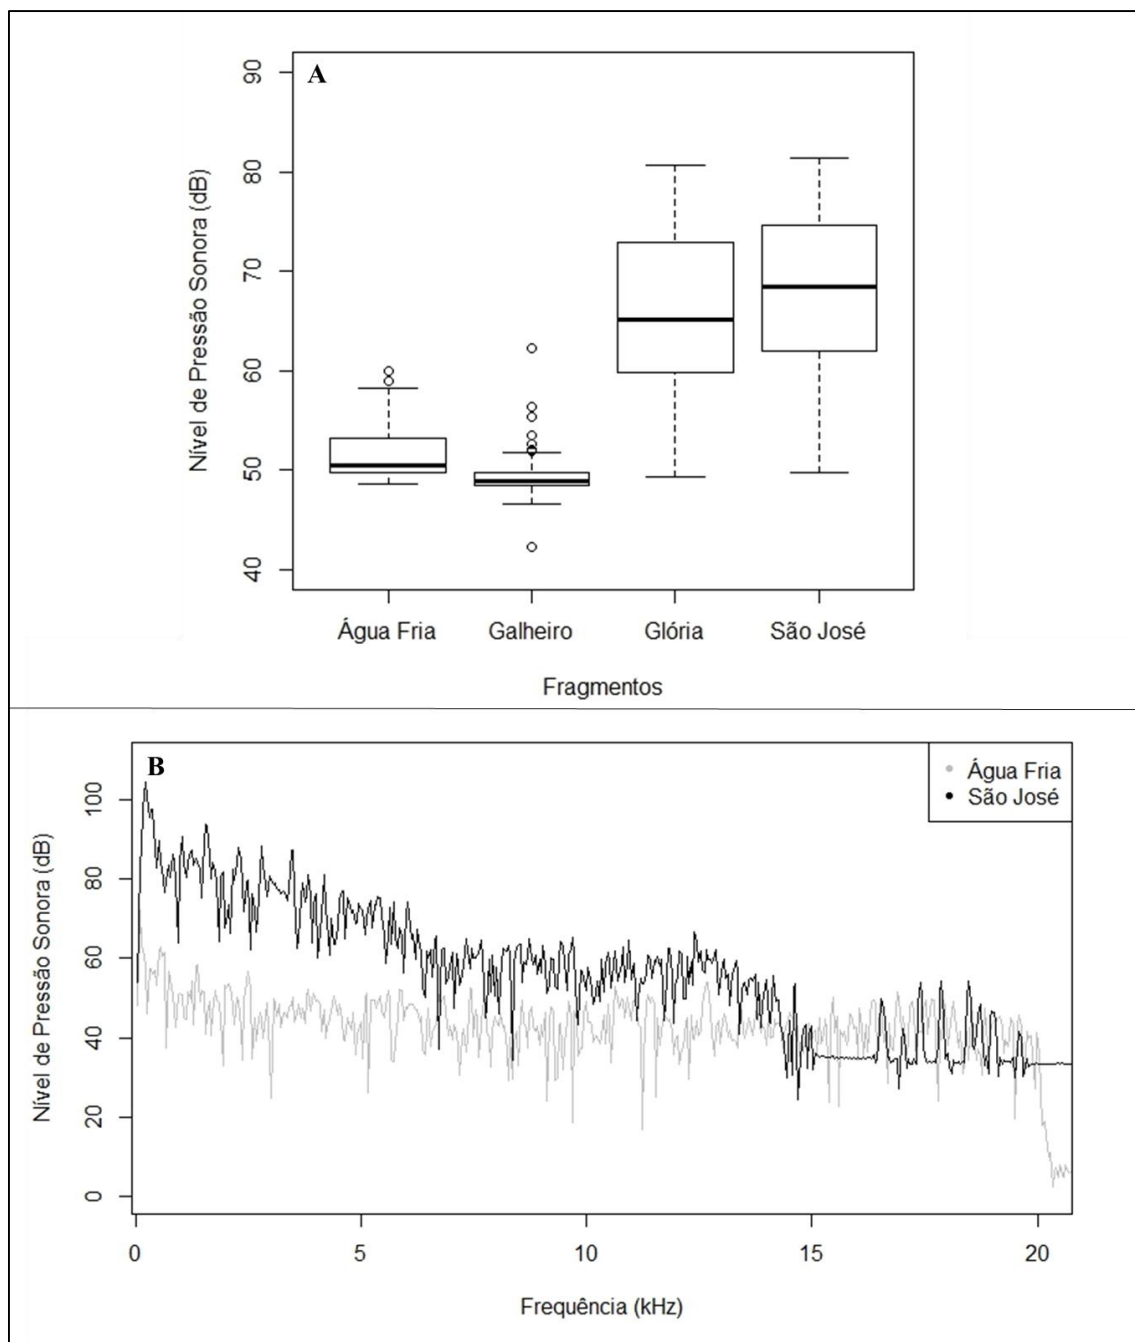 A
90
80
70
60
50
40
Nível de Pressão Sonora (dB)
Água Fria Galheiro Glória São José
Fragmentos
B
Água Fria
São José
100
80
60
40
20
0
Nível de Pressão Sonora (dB)
0 5 10 15 20
Frequência (kHz)